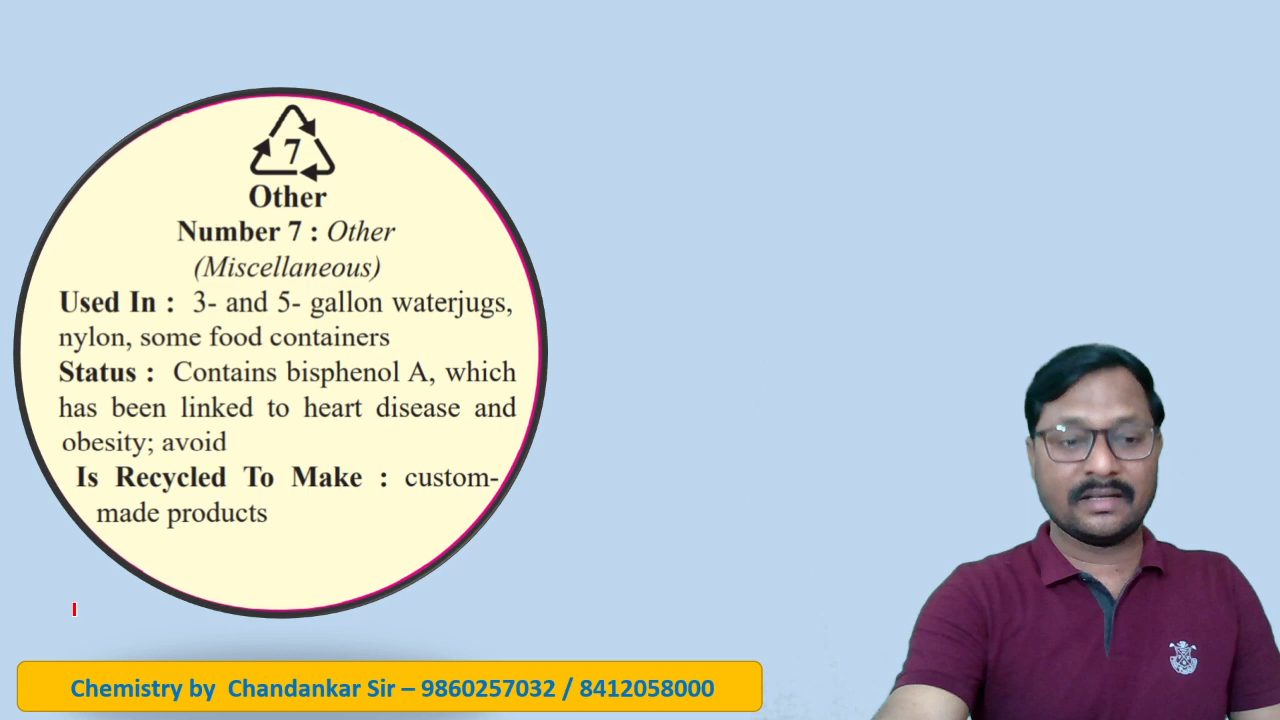 7
Other
Number 7 : Other
(Miscellaneous)
Used In : 3- and 5- gallon waterjugs,
nylon, some food containers
Status : Contains bisphenol A, which
has been linked to heart disease and
obesity; avoid
Is Recycled To Make : custom-
made products
Chemistry by Chandankar Sir – 9860257032 / 8412058000